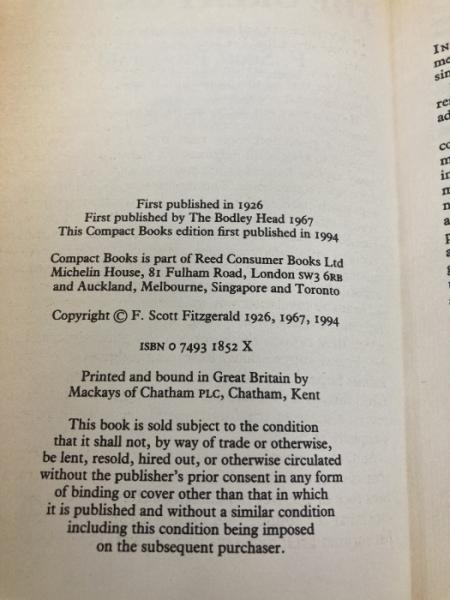 First published in 1926
First published by The Bodley Head 1967
This Compact Books edition first published in 1994
Compact Books is part of Reed Consumer Books Ltd
Michelin House, 81 Fulham Road, London SW3 6RB
and Auckland, Melbourne, Singapore and Toronto
Copyright © F. Scott Fitzgerald 1926, 1967, 1994
ISBN 0 7493 1852 X
Printed and bound in Great Britain by
Mackays of Chatham PLC, Chatham, Kent
This book is sold subject to the condition
that it shall not, by way of trade or otherwise,
be lent, resold, hired out, or otherwise circulated
without the publisher's prior consent in any form
of binding or cover other than that in which
it is published and without a similar condition
including this condition being imposed
on the subsequent purchaser.
IN